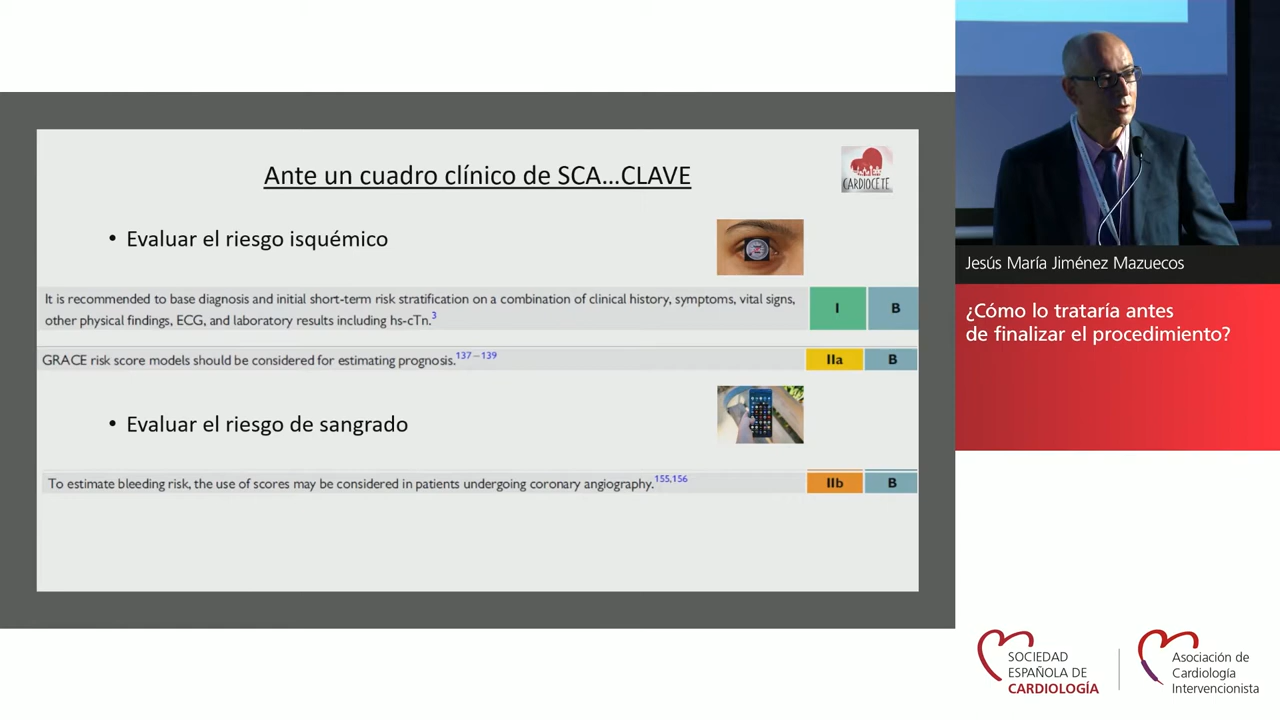 Ante un cuadro clínico de SCA...CLAVE
CARDIOCETE
• Evaluar el riesgo isquémico
It is recommended to base diagnosis and initial short-term risk stratification on a combination of clinical history, symptoms, vital signs,
other physical findings, ECG, and laboratory results including hs-cTn.3
I B
GRACE risk score models should be considered for estimating prognosis.137–139
IIa B
• Evaluar el riesgo de sangrado
To estimate bleeding risk, the use of scores may be considered in patients undergoing coronary angiography.155,156
IIb B
Jesús María Jiménez Mazuecos
¿Cómo lo trataría antes
de finalizar el procedimiento?
SOCIEDAD
ESPAÑOLA DE
CARDIOLOGÍA
Asociación de
Cardiología
Intervencionista